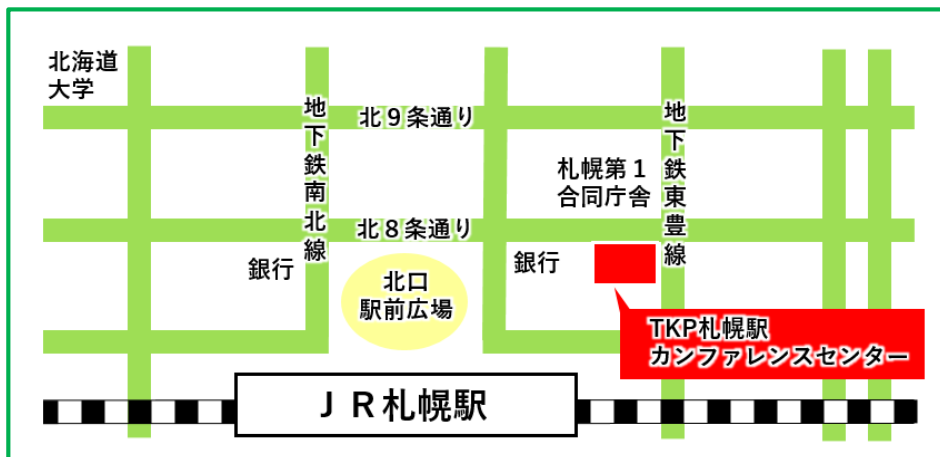 北海道
大学
地下鉄南北線
北９条通り
地下鉄東豊線
札幌第１
合同庁舎
北８条通り
銀行
北口
駅前広場
銀行
TKP札幌駅
カンファレンスセンター
ＪＲ札幌駅